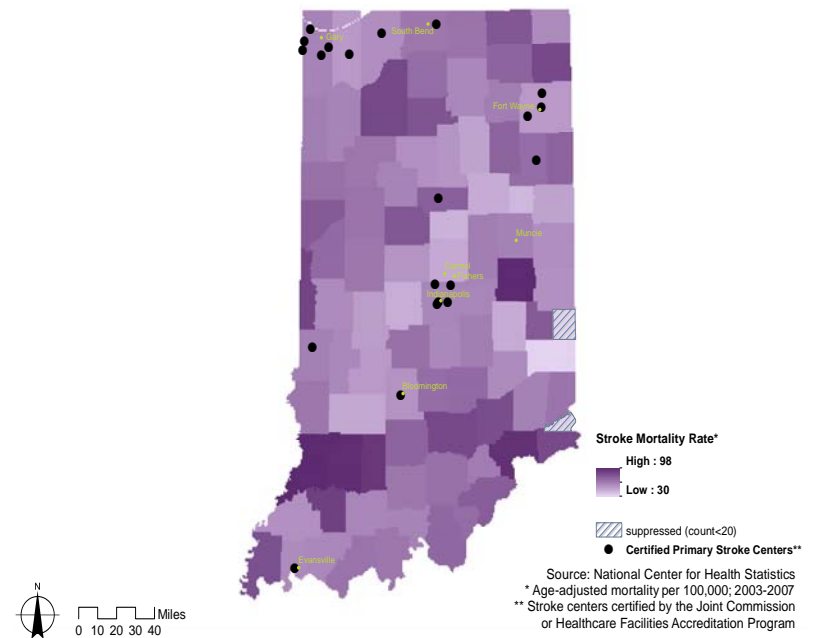 South Bend
Gary
Fort Wayne
Muncie
Fishers
Indianapolis
Bloomington
Evansville
Stroke Mortality Rate*
High : 98
Low : 30
suppressed (count<20)
Certified Primary Stroke Centers**
Source: National Center for Health Statistics
* Age-adjusted mortality per 100,000; 2003-2007
** Stroke centers certified by the Joint Commission
or Healthcare Facilities Accreditation Program
N
Miles
0 10 20 30 40